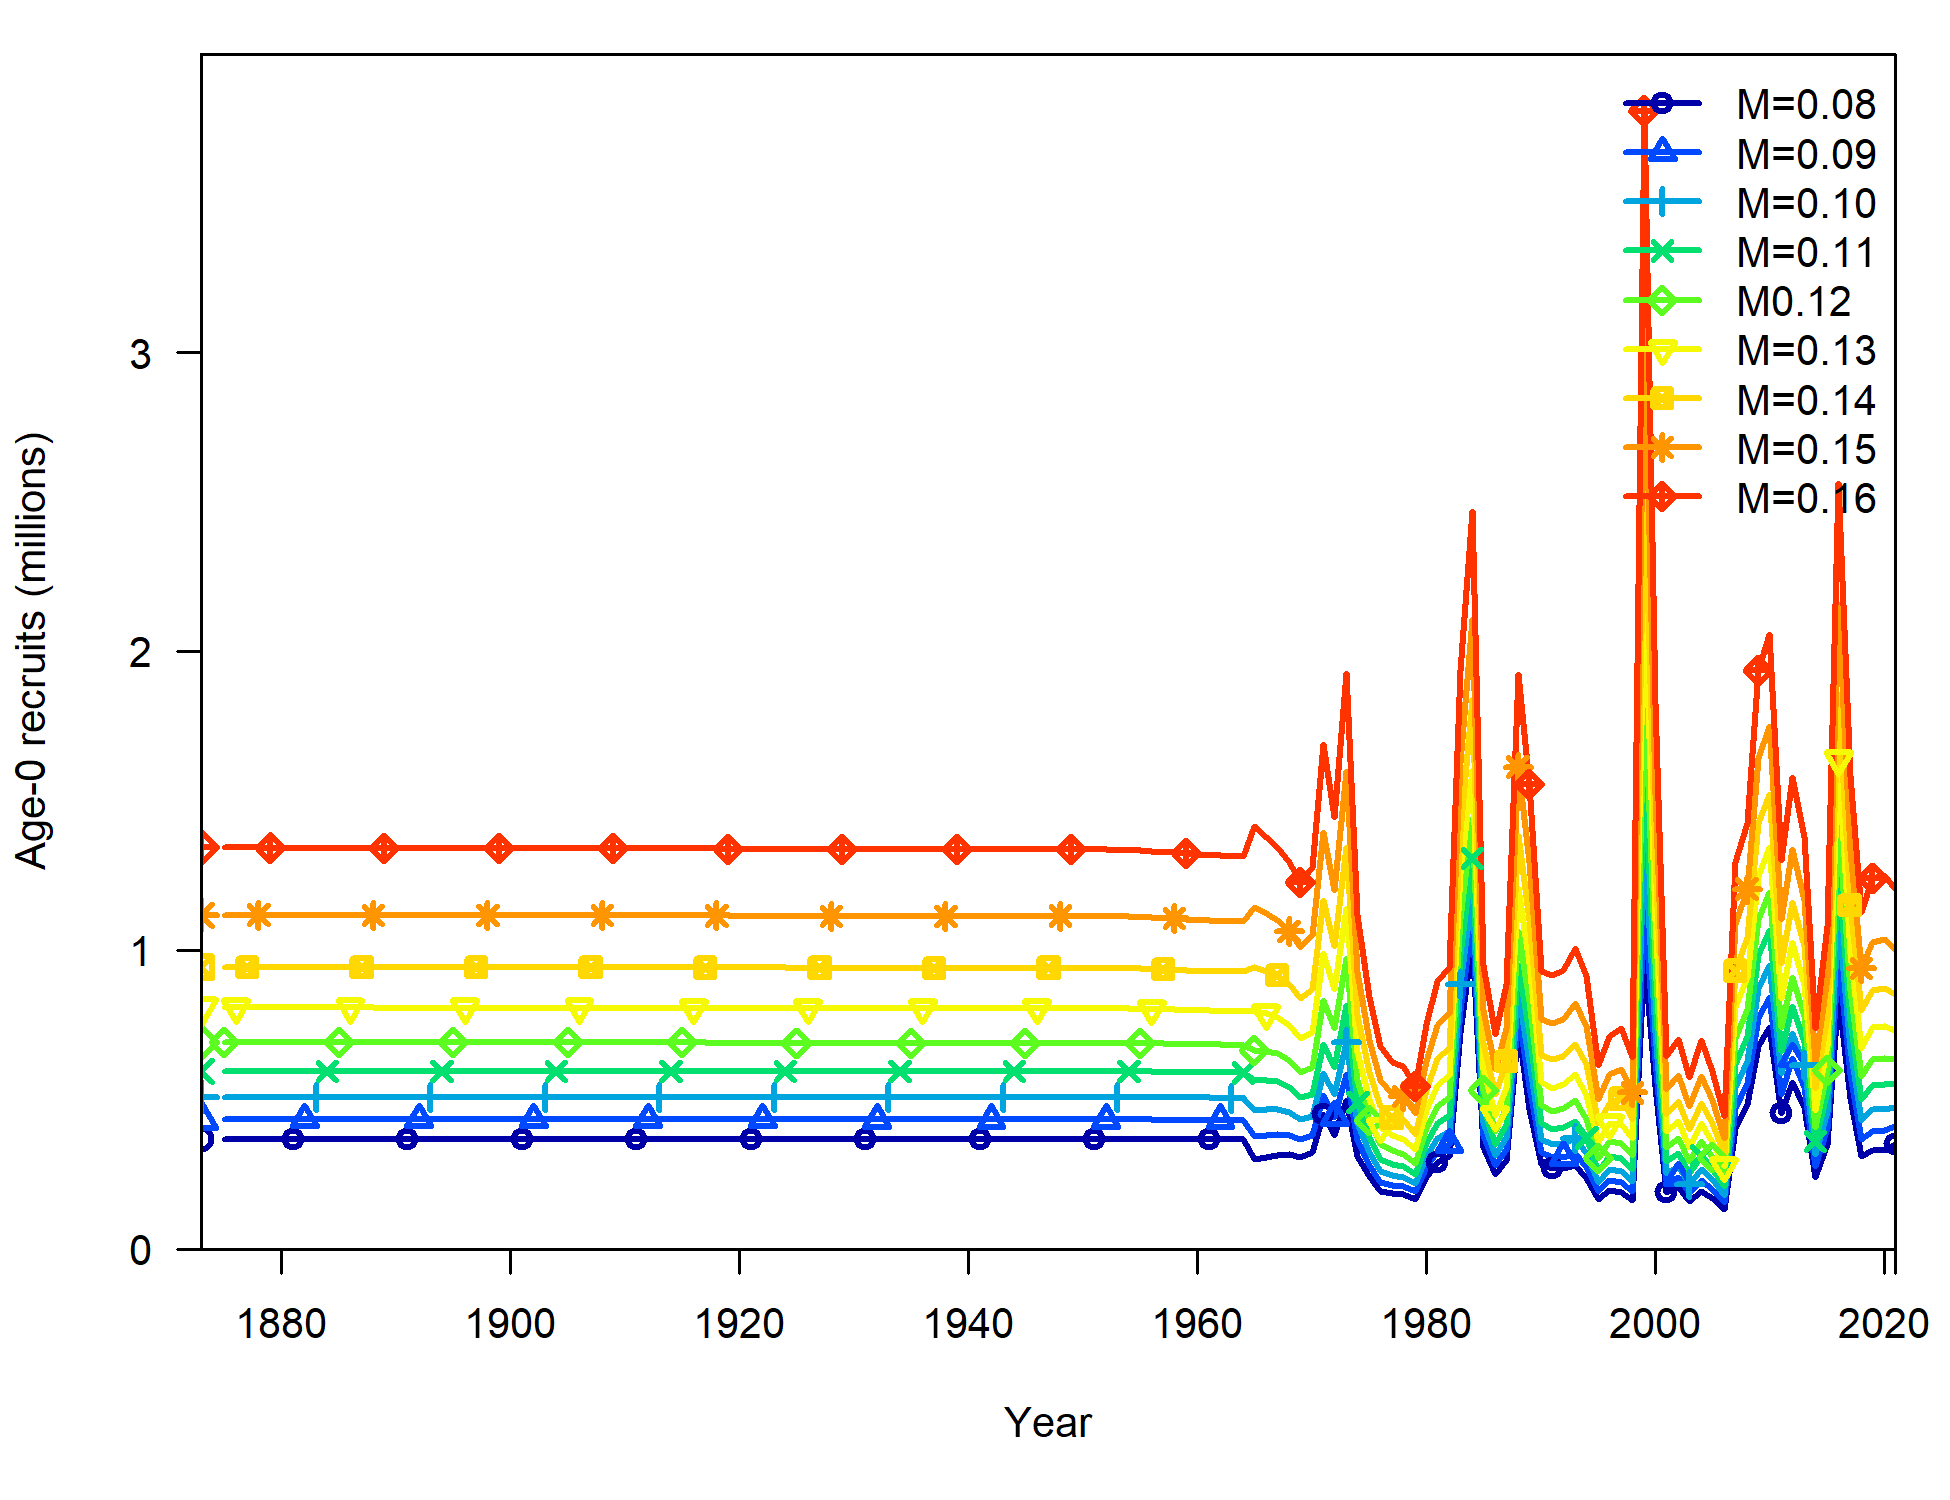 M=0.08
M=0.09
M=0.10
M=0.11
M0.12
M=0.13
M=0.14
M=0.15
M=0.16
3
2
1
0
Age-0 recruits (millions)
1880 1900 1920 1940 1960 1980 2000 2020
Year